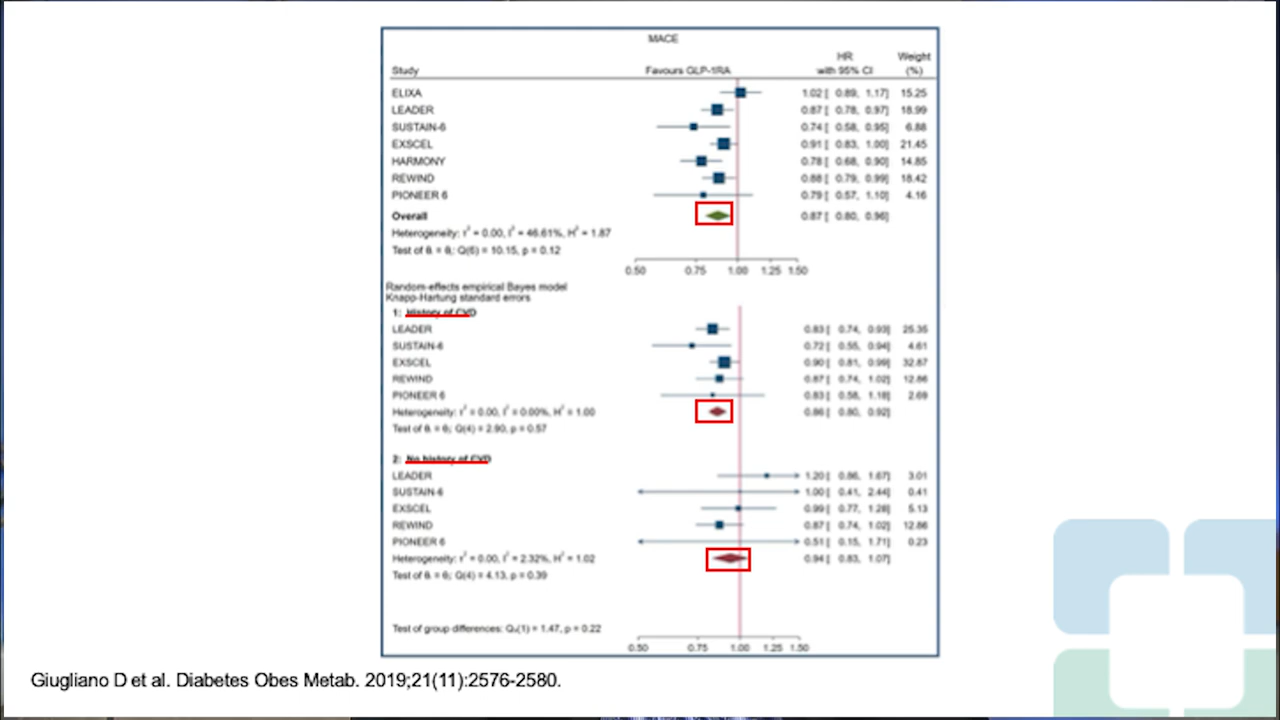 MACE
HR
Weight
Study
Favours GLP-1RA
with 95% CI
(%)
ELIXA 1.02 [ 0.89, 1.17] 15.25
LEADER 0.87 [ 0.78, 0.97] 18.99
SUSTAIN-6 0.74 [ 0.58, 0.95] 6.88
EXSCEL 0.91 [ 0.83, 1.00] 21.45
HARMONY 0.78 [ 0.68, 0.90] 14.85
REWIND 0.88 [ 0.79, 0.99] 18.42
PIONEER 6 0.79 [ 0.57, 1.10] 4.16
Overall 0.87 [ 0.80, 0.96]
Heterogeneity: τ² = 0.00, I² = 46.61%, H² = 1.87
Test of θ = θ; Q(6) = 10.15, p = 0.12
0.50 0.75 1.00 1.25 1.50
Random-effects empirical Bayes model
Knapp-Hartung standard errors
1: History of CVD
LEADER 0.83 [ 0.74, 0.93] 25.35
SUSTAIN-6 0.72 [ 0.55, 0.94] 4.61
EXSCEL 0.90 [ 0.81, 0.99] 32.87
REWIND 0.87 [ 0.74, 1.02] 12.86
PIONEER 6 0.83 [ 0.58, 1.18] 2.69
Heterogeneity: τ² = 0.00, I² = 0.00%, H² = 1.00 0.86 [ 0.80, 0.92]
Test of θ = θ; Q(4) = 2.90, p = 0.57
2: No history of CVD
LEADER 1.20 [ 0.86, 1.67] 3.01
SUSTAIN-6 1.00 [ 0.41, 2.44] 0.41
EXSCEL 0.99 [ 0.77, 1.28] 5.13
REWIND 0.87 [ 0.74, 1.02] 12.86
PIONEER 6 0.51 [ 0.15, 1.71] 0.23
Heterogeneity: τ² = 0.00, I² = 2.32%, H² = 1.02 0.94 [ 0.83, 1.07]
Test of θ = θ; Q(4) = 4.13, p = 0.39
Test of group differences: Q(1) = 1.47, p = 0.22
0.50 0.75 1.00 1.25 1.50
Giugliano D et al. Diabetes Obes Metab. 2019;21(11):2576-2580.